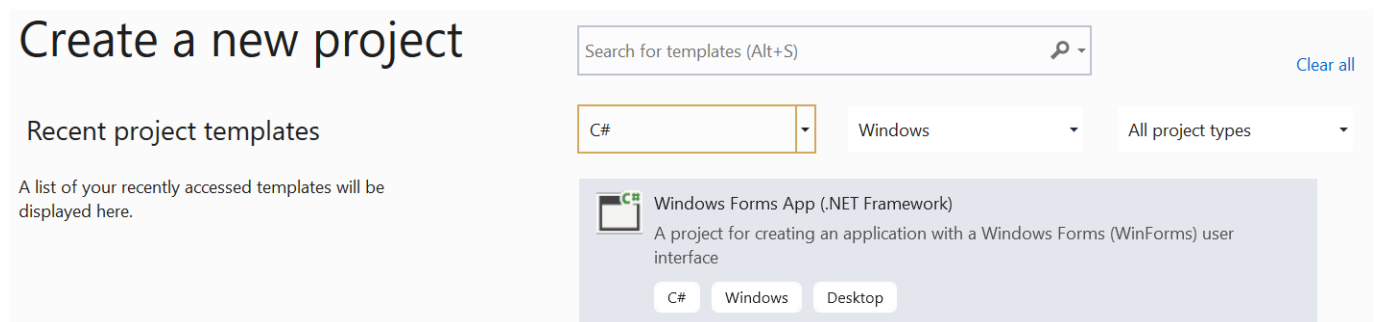 Create a new project
Search for templates (Alt+S)
Clear all
Recent project templates
C#
Windows
All project types
A list of your recently accessed templates will be
displayed here.
C#
Windows Forms App (.NET Framework)
A project for creating an application with a Windows Forms (WinForms) user
interface
C#
Windows
Desktop